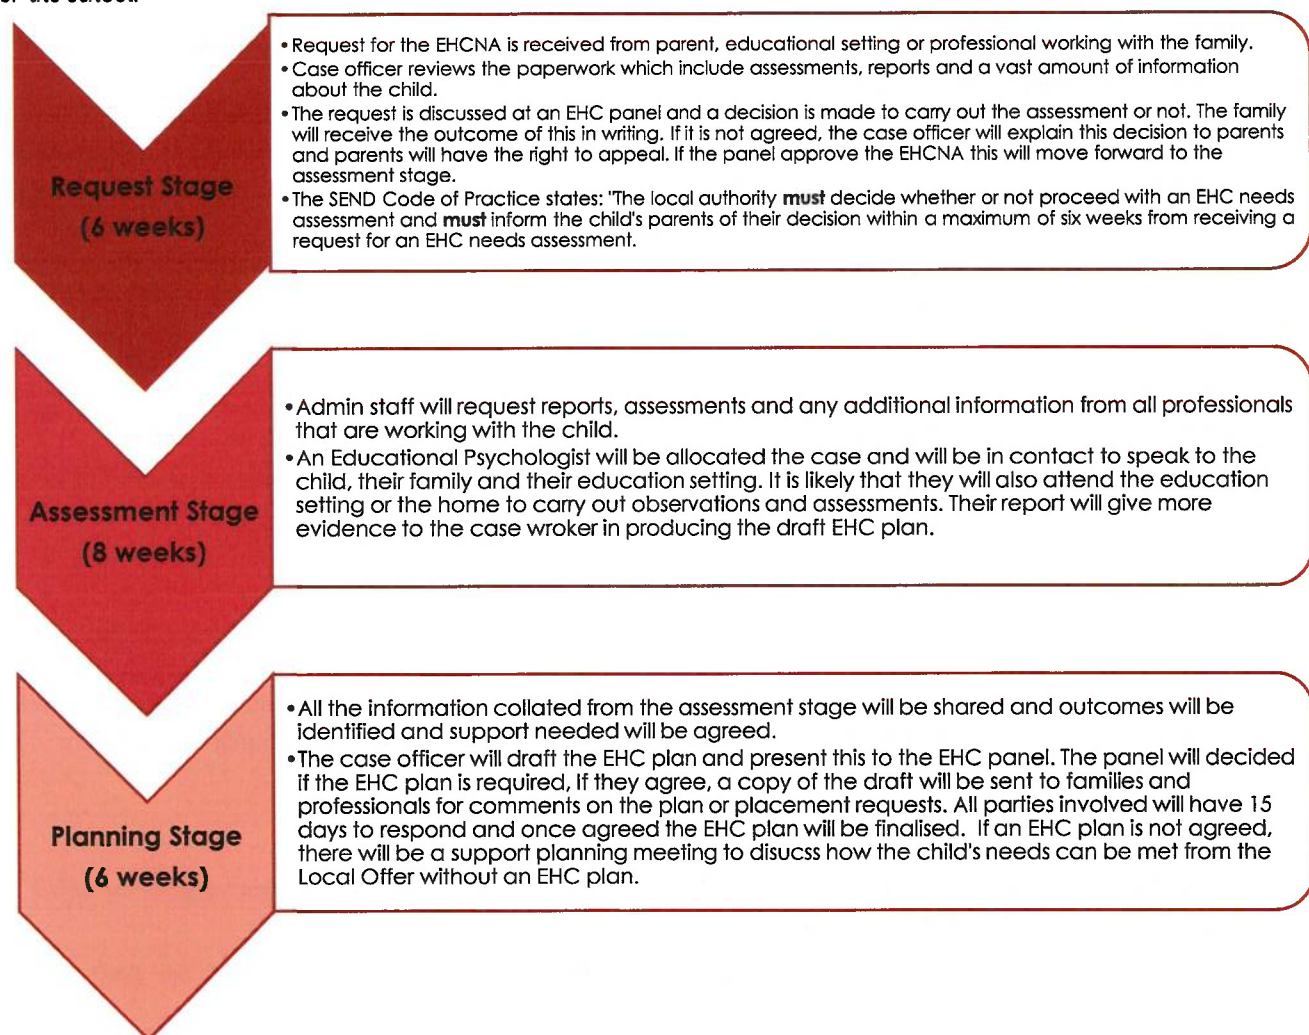 Request Stage
(6 weeks)
•Request for the EHCNA is received from parent, educational setting or professional working with the family.
•Case officer reviews the paperwork which include assessments, reports and a vast amount of information
about the child.
•The request is discussed at an EHC panel and a decision is made to carry out the assessment or not. The family
will receive the outcome of this in writing. If it is not agreed, the case officer will explain this decision to parents
and parents will have the right to appeal. If the panel approve the EHCNA this will move forward to the
assessment stage.
•The SEND Code of Practice states: "The local authority must decide whether or not proceed with an EHC needs
assessment and must inform the child's parents of their decision within a maximum of six weeks from receiving a
request for an EHC needs assessment.
Assessment Stage
(8 weeks)
•Admin staff will request reports, assessments and any additional information from all professionals
that are working with the child.
•An Educational Psychologist will be allocated the case and will be in contact to speak to the
child, their family and their education setting. It is likely that they will also attend the education
setting or the home to carry out observations and assessments. Their report will give more
evidence to the case wroker in producing the draft EHC plan.
Planning Stage
(6 weeks)
•All the information collated from the assessment stage will be shared and outcomes will be
identified and support needed will be agreed.
•The case officer will draft the EHC plan and present this to the EHC panel. The panel will decided
if the EHC plan is required, If they agree, a copy of the draft will be sent to families and
professionals for comments on the plan or placement requests. All parties involved will have 15
days to respond and once agreed the EHC plan will be finalised. If an EHC plan is not agreed,
there will be a support planning meeting to disucss how the child's needs can be met from the
Local Offer without an EHC plan.